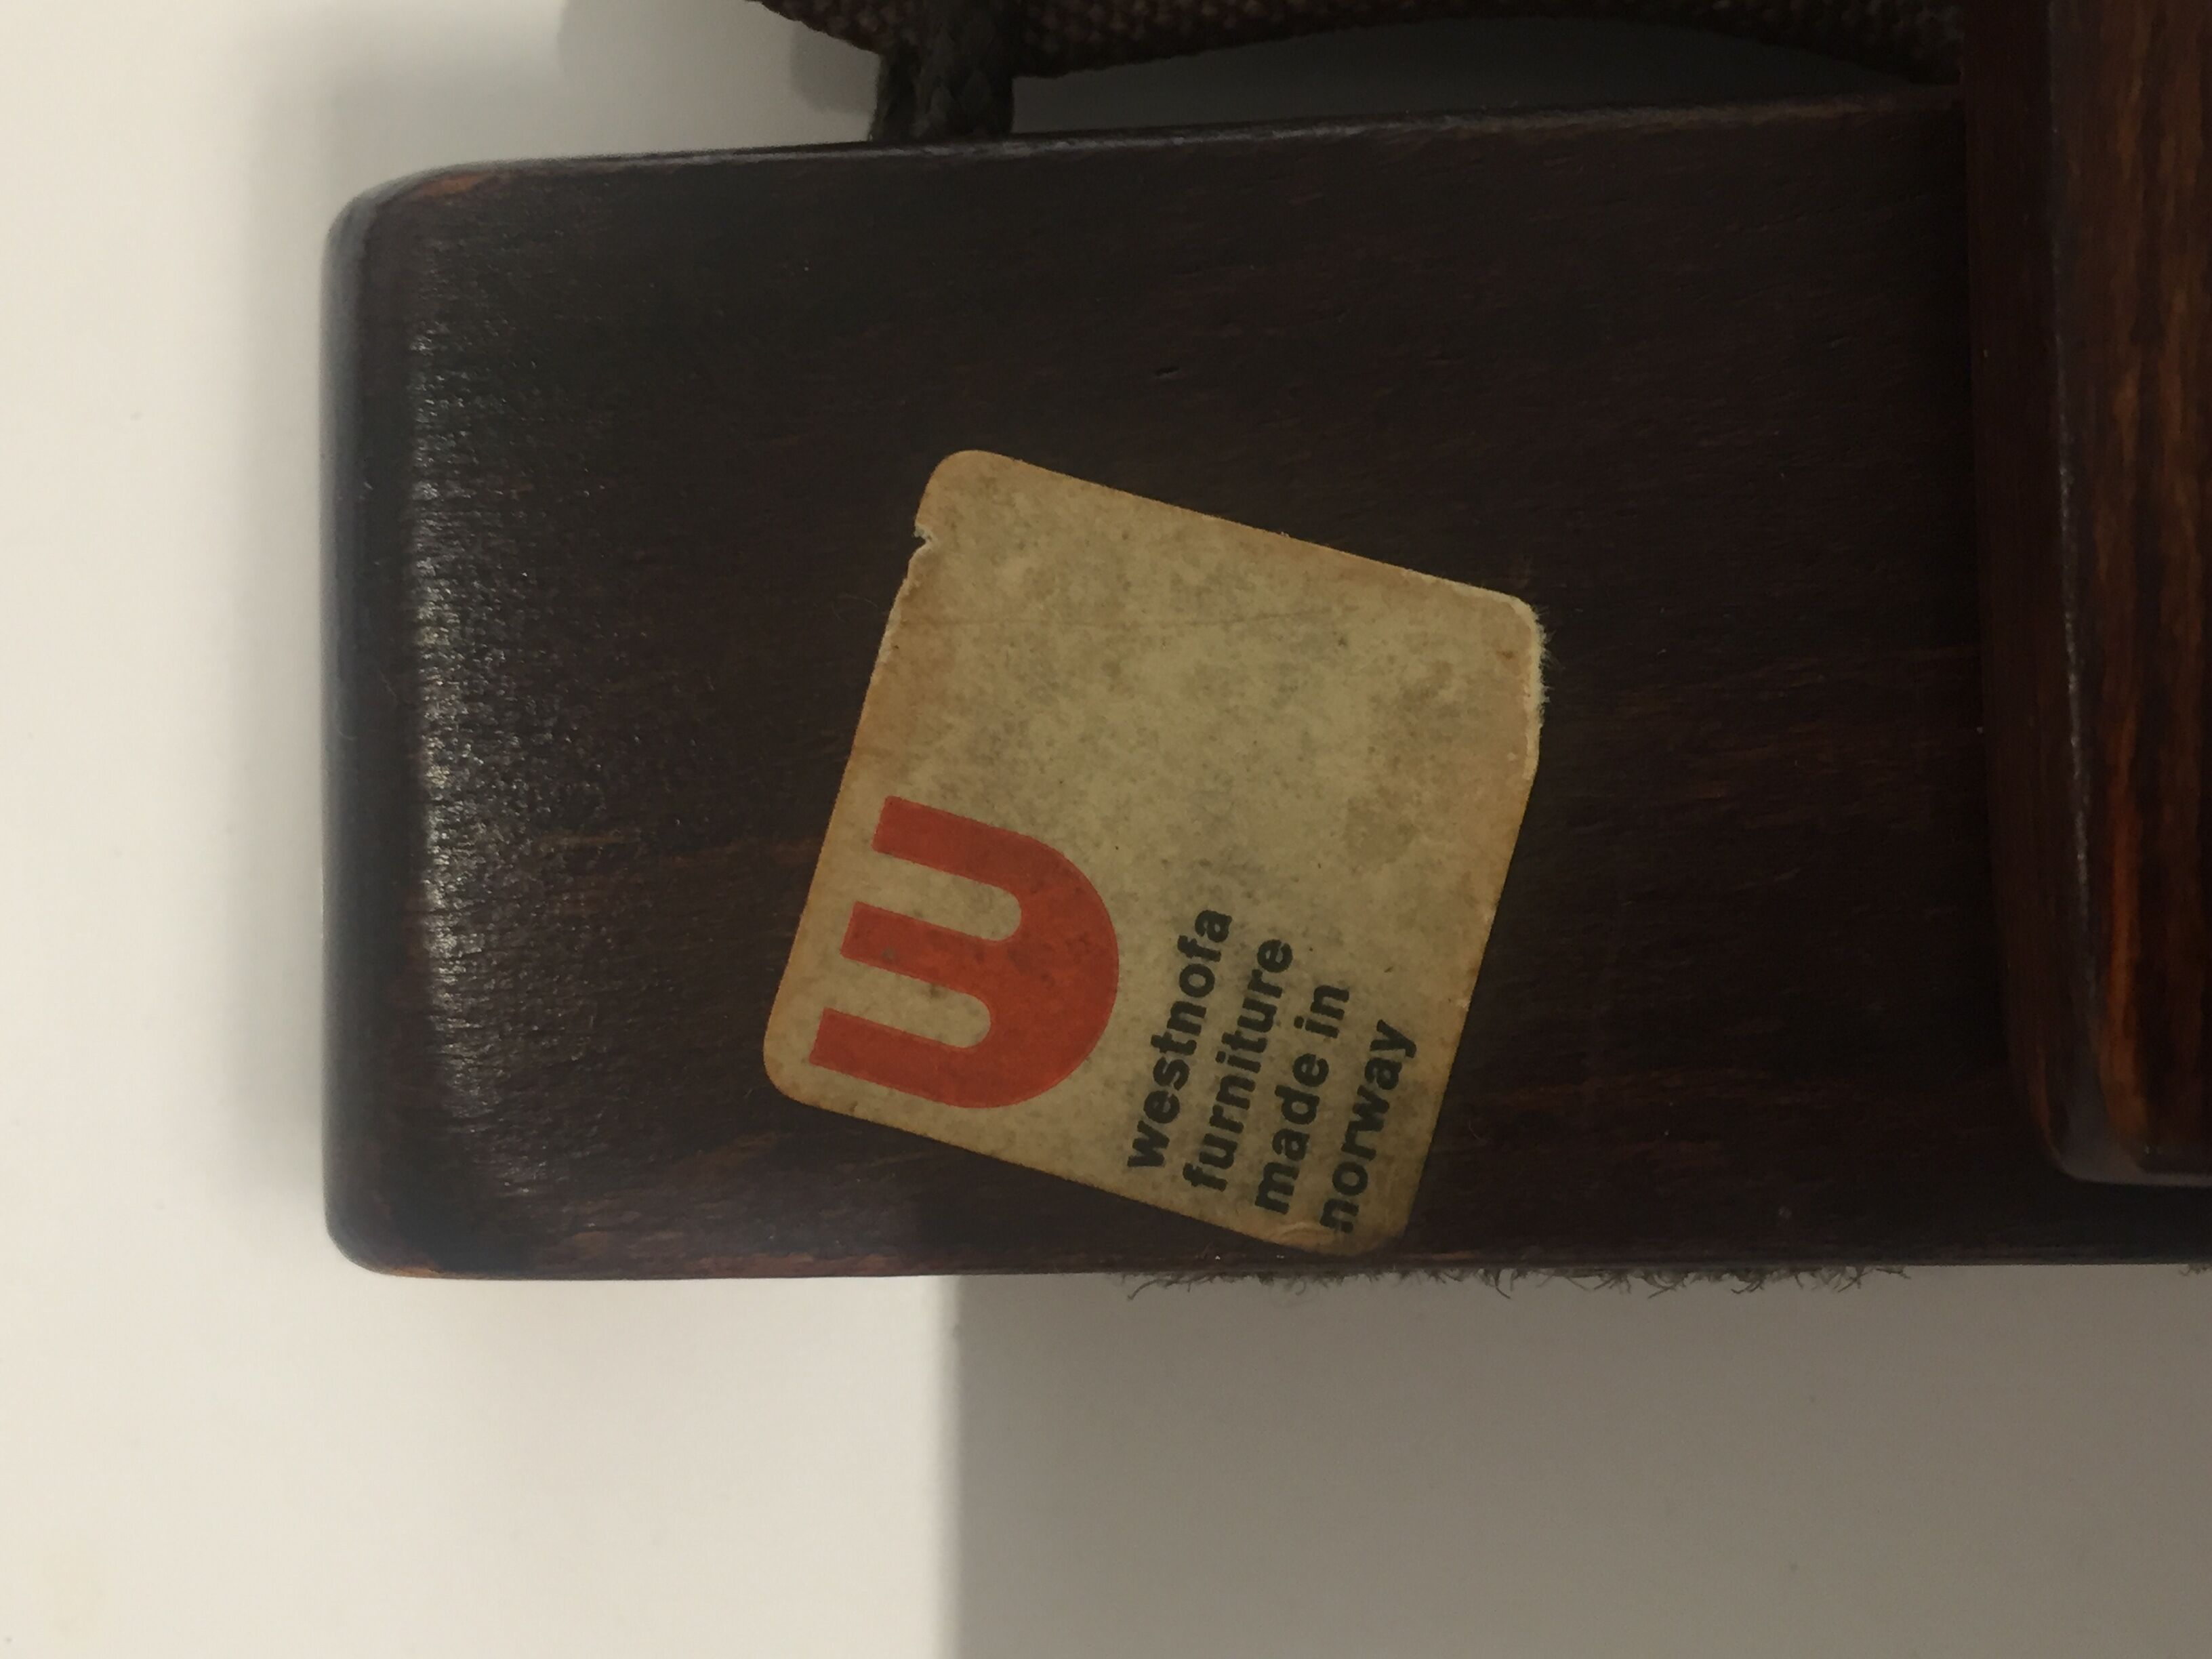 westnofa
furniture
made in
norway